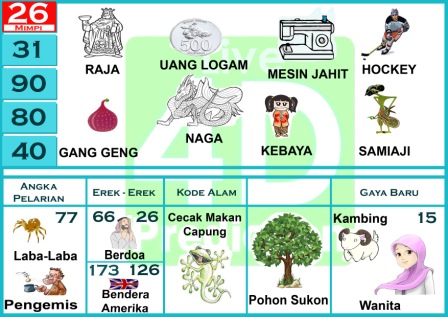 26
MIMPI
31
90
80
40
RAJA
UANG LOGAM
500
MESIN JAHIT
HOCKEY
GANG GENG
NAGA
KEBAYA
SAMIAJI
Live
4D
Prediction
ANGKA PELARIAN
77
Laba-Laba
Pengemis
EREK - EREK
66 26
Berdoa
173 126
Bendera
Amerika
KODE ALAM
Cecak Makan
Capung
Pohon Sukon
GAYA BARU
Kambing 15
Wanita